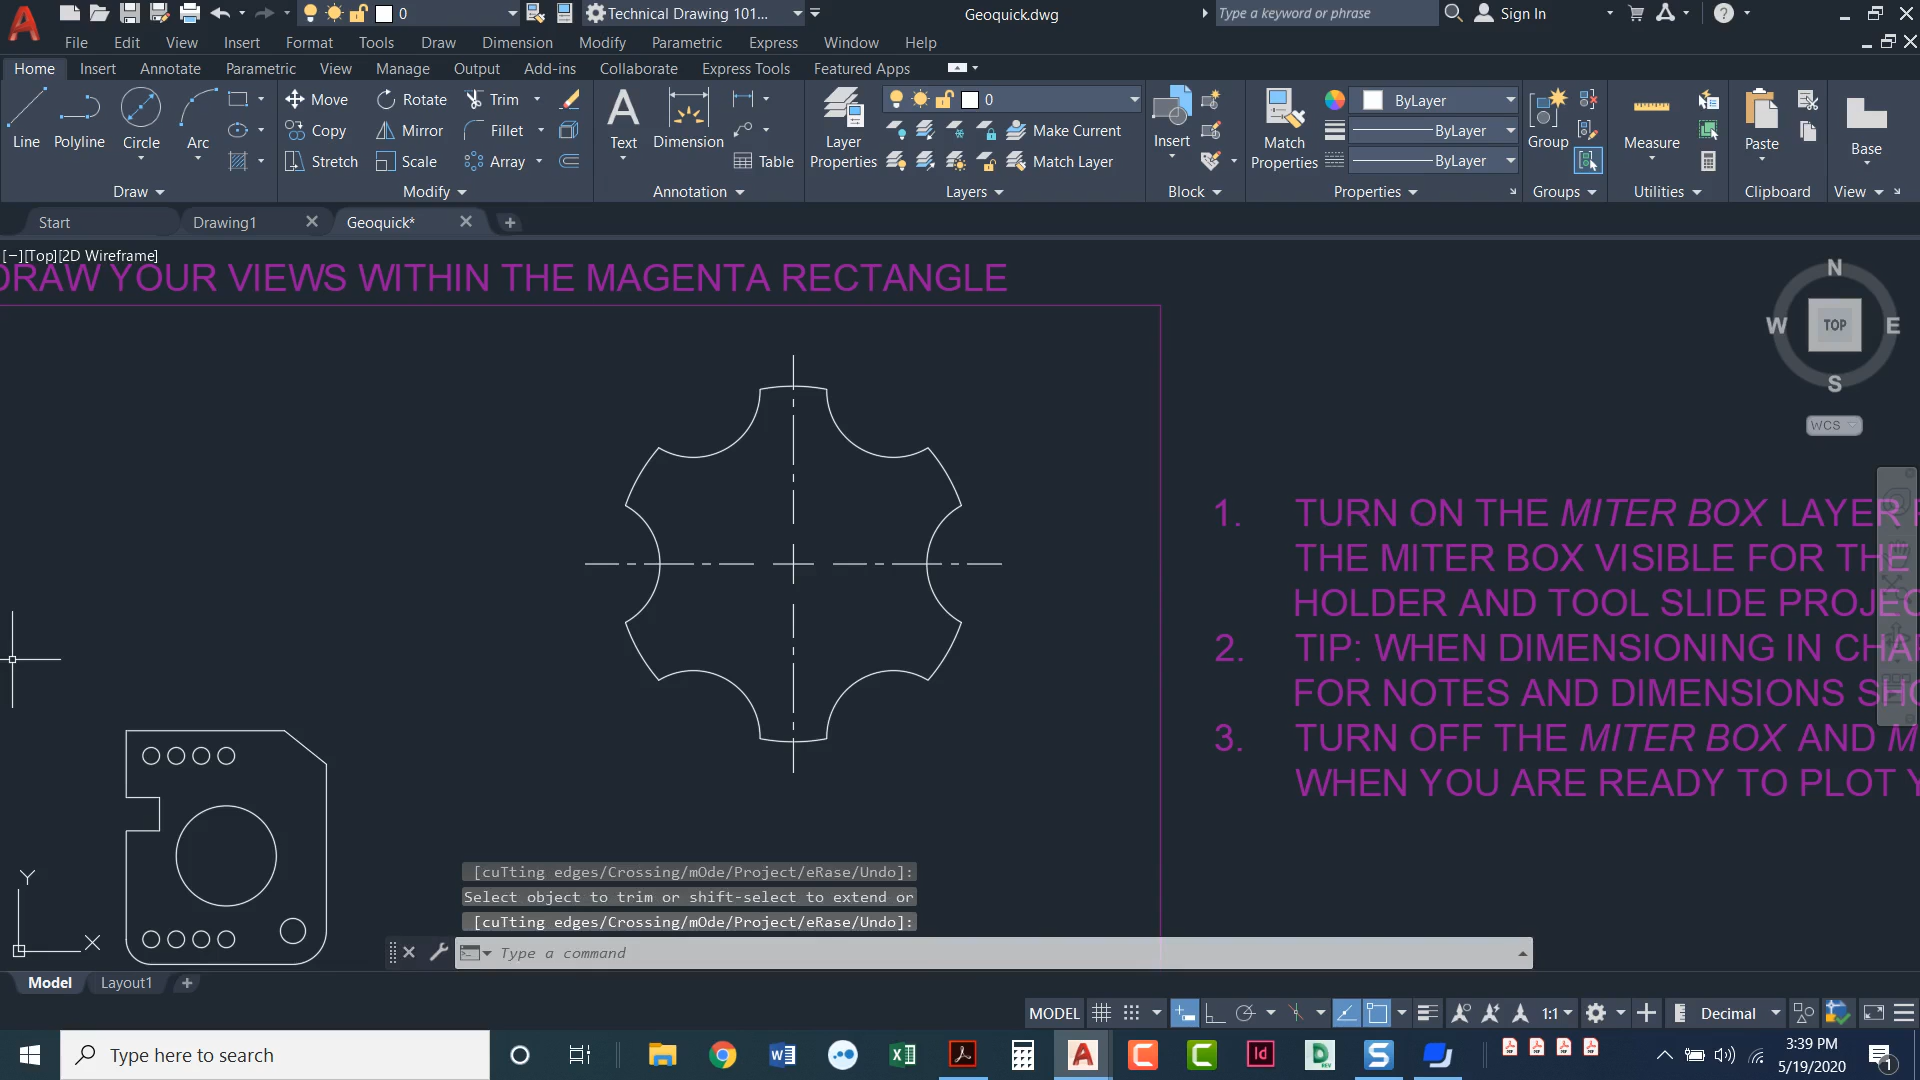 0
Technical Drawing 101...
Geoquick.dwg
Type a keyword or phrase
Sign In
File Edit View Insert Format Tools Draw Dimension Modify Parametric Express Window Help
Home Insert Annotate Parametric View Manage Output Add-ins Collaborate Express Tools Featured Apps
Line Polyline Circle Arc
Move Rotate Trim
Copy Mirror Fillet
Stretch Scale Array
Text Dimension Table
Layer Properties
0
Make Current
Match Layer
Insert
Match Properties
ByLayer
ByLayer
ByLayer
Group
Measure
Paste
Base
Draw Modify Annotation Layers Block Properties Groups Utilities Clipboard View
Start Drawing1 Geoquick*
[−][Top][2D Wireframe]
DRAW YOUR VIEWS WITHIN THE MAGENTA RECTANGLE
N
W TOP E
S
WCS
1. TURN ON THE MITER BOX LAYER
THE MITER BOX VISIBLE FOR THE
HOLDER AND TOOL SLIDE PROJEC
2. TIP: WHEN DIMENSIONING IN CHA
FOR NOTES AND DIMENSIONS SHO
3. TURN OFF THE MITER BOX AND M
WHEN YOU ARE READY TO PLOT Y
Y
X
[cuTting edges/Crossing/mOde/Project/eRase/Undo]:
Select object to trim or shift-select to extend or
[cuTting edges/Crossing/mOde/Project/eRase/Undo]:
Type a command
Model Layout1
MODEL 1:1 Decimal
Type here to search
3:39 PM
5/19/2020
1